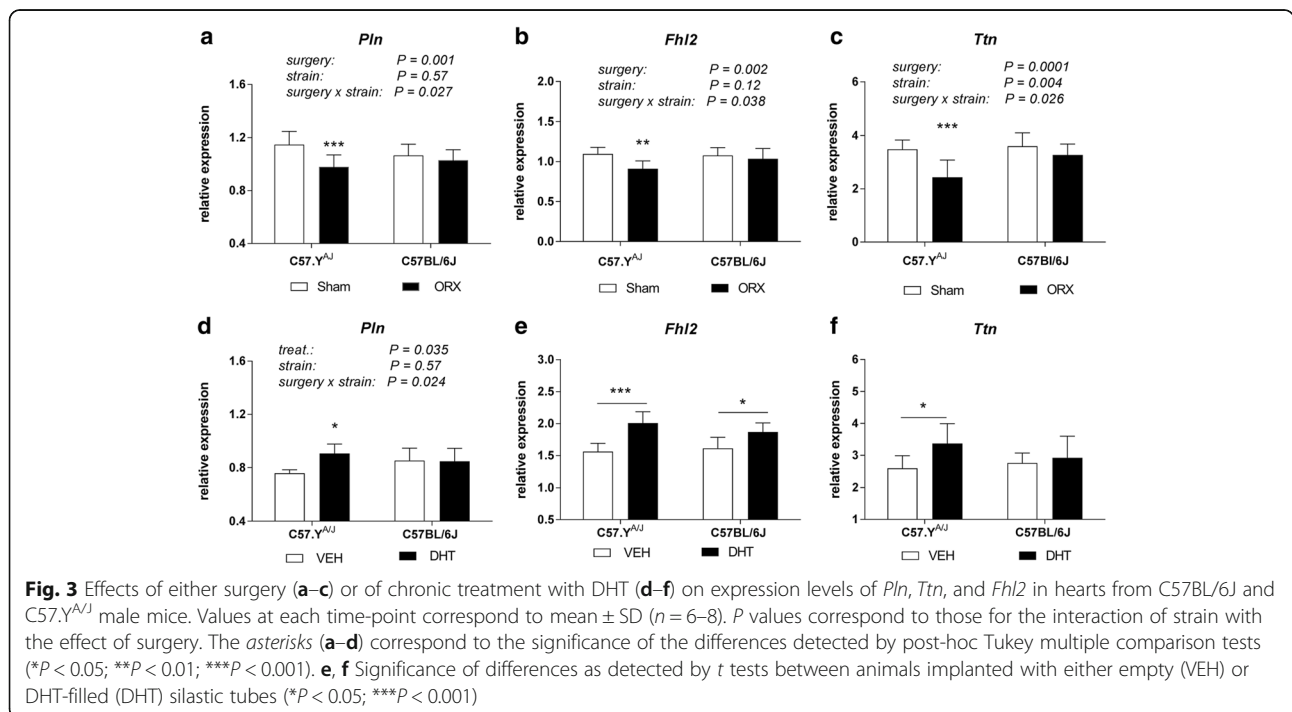 a
Pln
surgery: P = 0.001
strain: P = 0.57
surgery x strain: P = 0.027
relative expression
1.6
1.2
0.8
0.4
***
C57.Y^AJ C57BL/6J
Sham ORX
b
Fhl2
surgery: P = 0.002
strain: P = 0.12
surgery x strain: P = 0.038
relative expression
2.0
1.5
1.0
0.5
0.0
**
C57.Y^AJ C57BL/6J
Sham ORX
c
Ttn
surgery: P = 0.0001
strain: P = 0.004
surgery x strain: P = 0.026
relative expression
6
4
2
0
***
C57.Y^AJ C57Bl/6J
Sham ORX
d
Pln
treat.: P = 0.035
strain: P = 0.57
surgery x strain: P = 0.024
relative expression
1.6
1.2
0.8
0.4
*
C57.Y^A/J C57BL/6J
VEH DHT
e
Fhl2
relative expression
3.0
2.5
2.0
1.5
1.0
0.5
***
*
C57.Y^A/J C57BL/6J
VEH DHT
f
Ttn
relative expression
6
5
4
3
2
1
*
C57.Y^A/J C57BL/6J
VEH DHT
Fig. 3 Effects of either surgery (a–c) or of chronic treatment with DHT (d–f) on expression levels of Pln, Ttn, and Fhl2 in hearts from C57BL/6J and
C57.Y^A/J male mice. Values at each time-point correspond to mean ± SD (n = 6–8). P values correspond to those for the interaction of strain with
the effect of surgery. The asterisks (a–d) correspond to the significance of the differences detected by post-hoc Tukey multiple comparison tests
(*P < 0.05; **P < 0.01; ***P < 0.001). e, f Significance of differences as detected by t tests between animals implanted with either empty (VEH) or
DHT-filled (DHT) silastic tubes (*P < 0.05; ***P < 0.001)